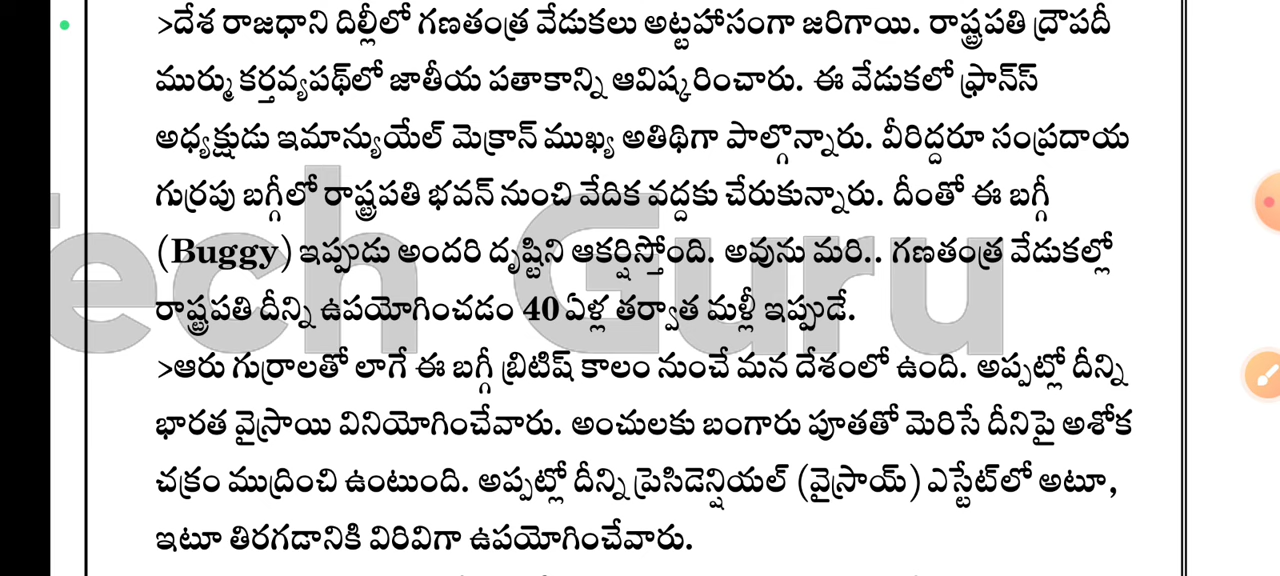 >దేశ రాజధాని దిల్లీలో గణతంత్ర వేడుకలు అట్టహాసంగా జరిగాయి. రాష్ట్రపతి ద్రౌపదీ
ముర్ము కర్తవ్యపథ్‌లో జాతీయ పతాకాన్ని ఆవిష్కరించారు. ఈ వేడుకలో ఫ్రాన్స్
అధ్యక్షుడు ఇమాన్యుయేల్ మెక్రాన్ ముఖ్య అతిథిగా పాల్గొన్నారు. వీరిద్దరూ సంప్రదాయ
గుర్రపు బగ్గీలో రాష్ట్రపతి భవన్ నుంచి వేదిక వద్దకు చేరుకున్నారు. దీంతో ఈ బగ్గీ
(Buggy) ఇప్పుడు అందరి దృష్టిని ఆకర్షిస్తోంది. అవును మరి.. గణతంత్ర వేడుకల్లో
రాష్ట్రపతి దీన్ని ఉపయోగించడం 40 ఏళ్ల తర్వాత మళ్లీ ఇప్పుడే.
>ఆరు గుర్రాలతో లాగే ఈ బగ్గీ బ్రిటిష్ కాలం నుంచే మన దేశంలో ఉంది. అప్పట్లో దీన్ని
భారత వైస్రాయి వినియోగించేవారు. అంచులకు బంగారు పూతతో మెరిసే దీనిపై అశోక
చక్రం ముద్రించి ఉంటుంది. అప్పట్లో దీన్ని ప్రెసిడెన్షియల్ (వైస్రాయ్) ఎస్టేట్‌లో అటూ,
ఇటూ తిరగడానికి విరివిగా ఉపయోగించేవారు.
Tech Guru